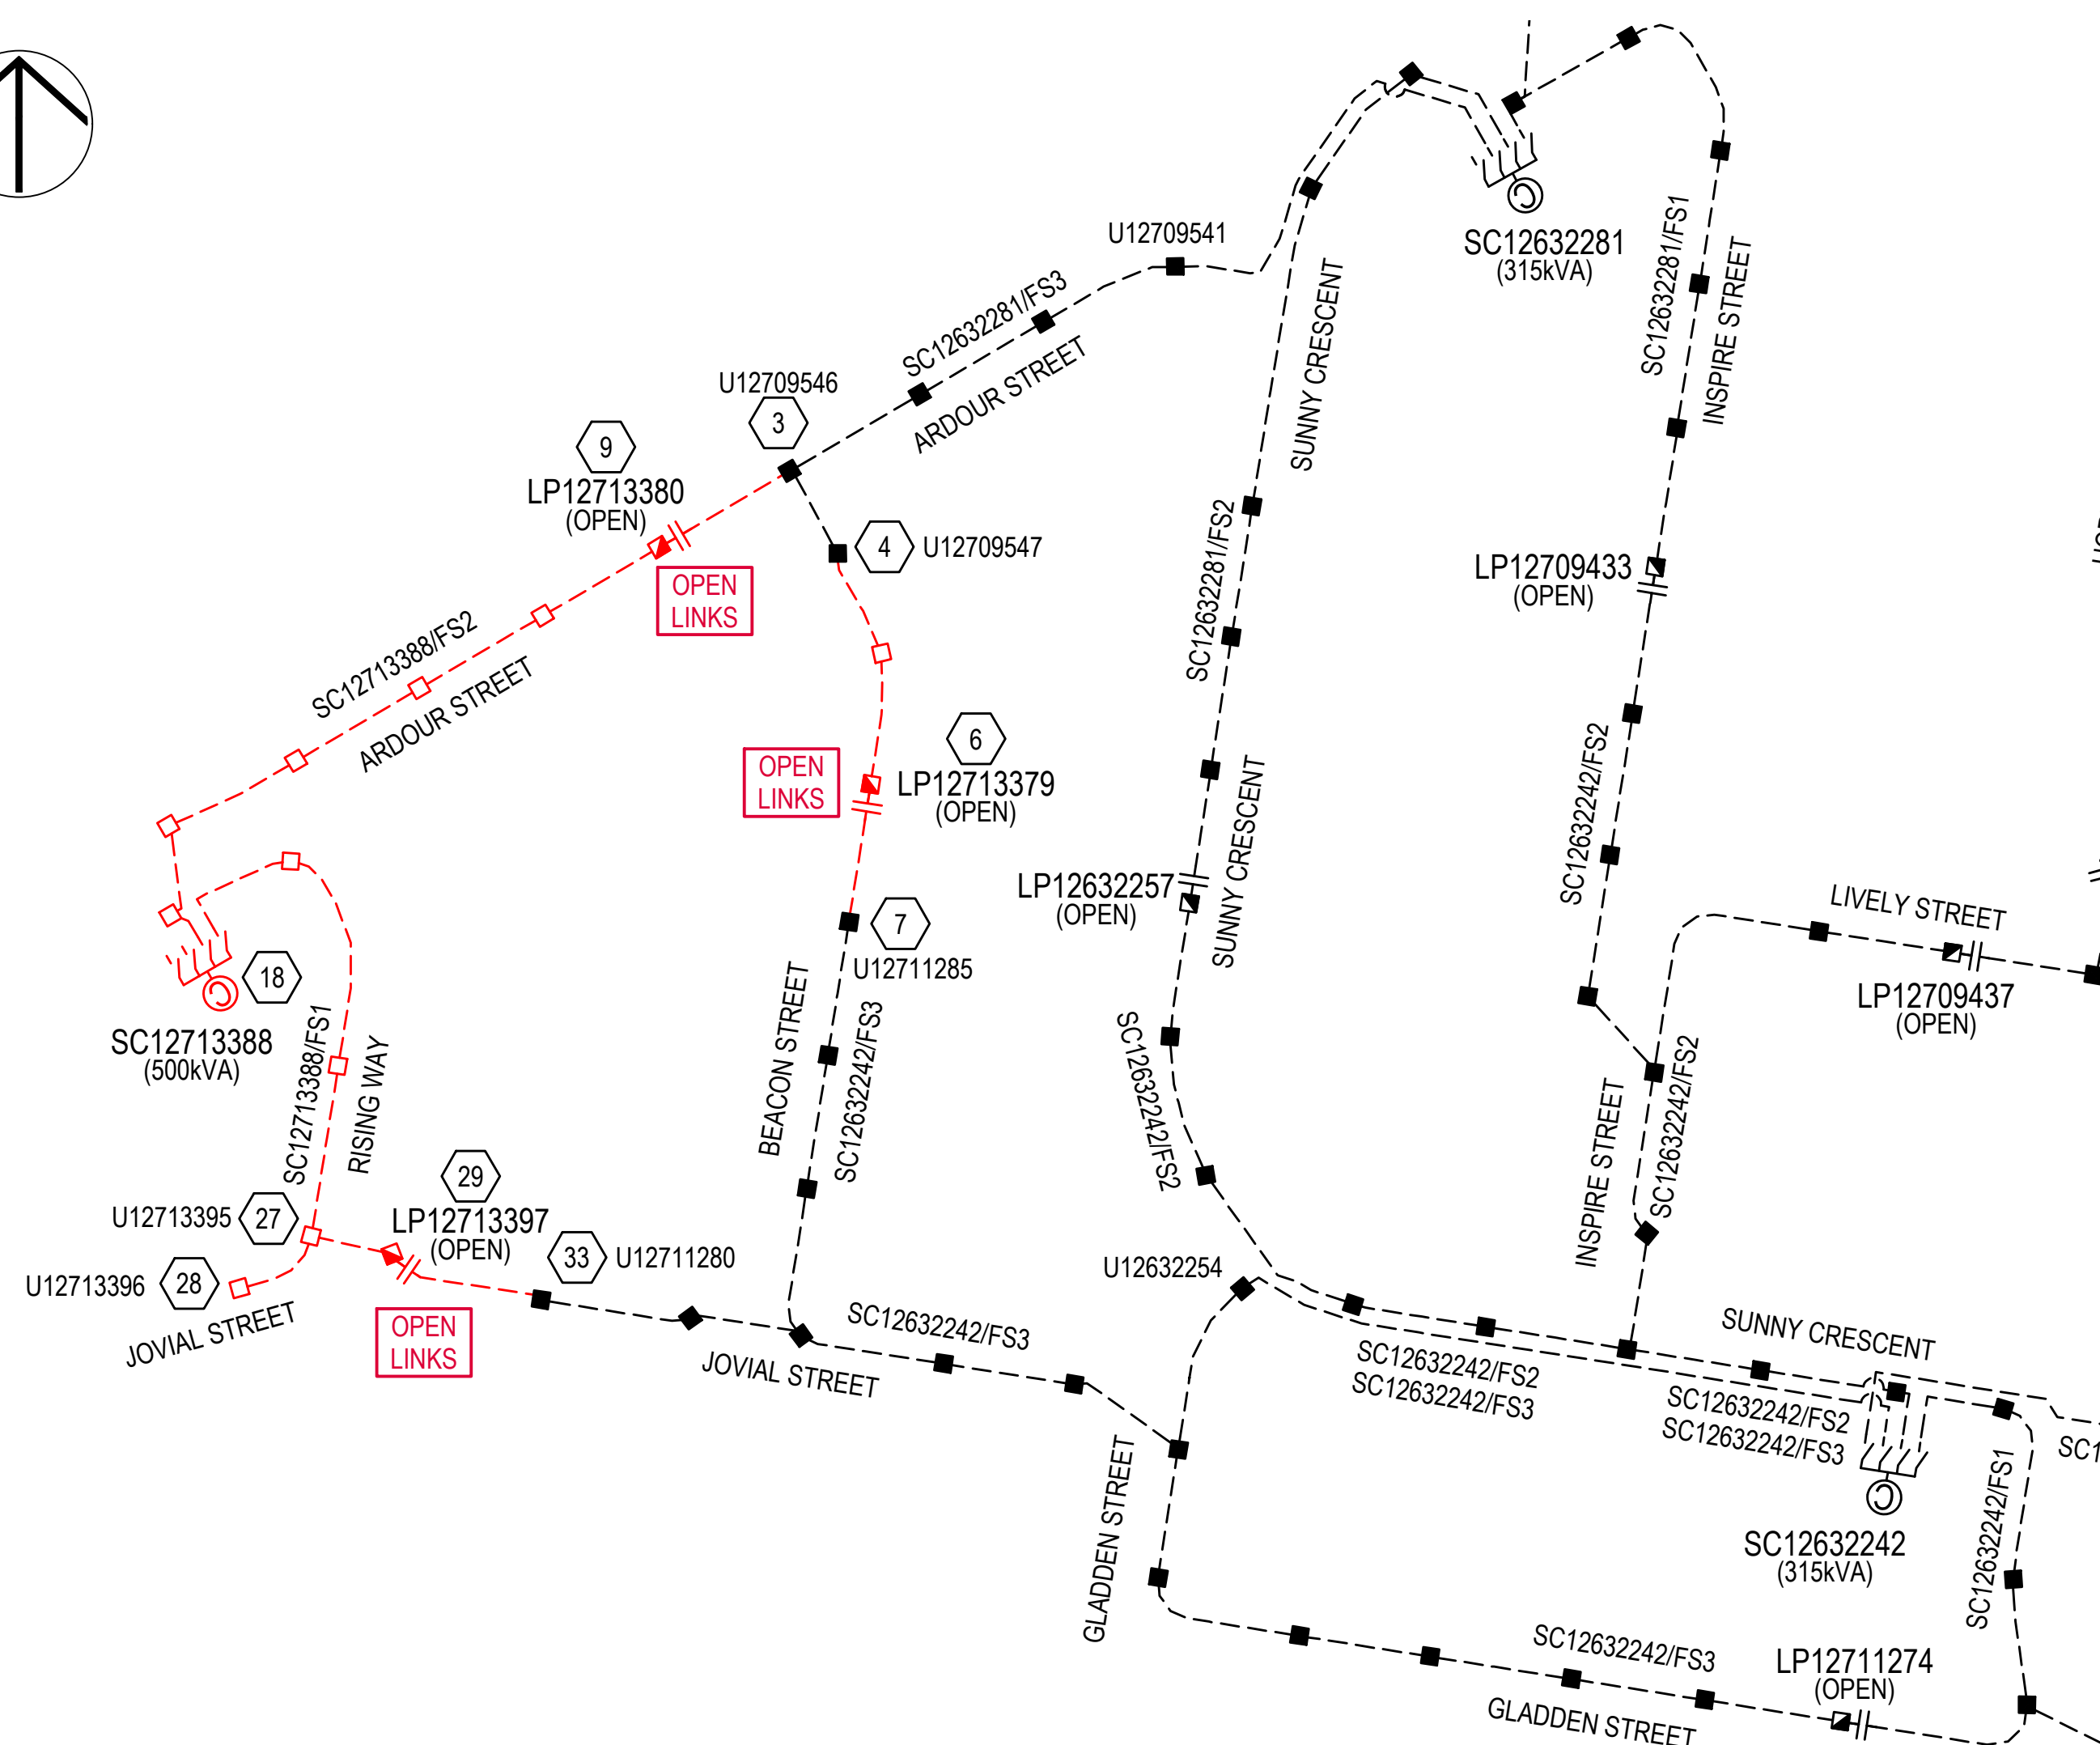 U12709541
SC12632281
(315kVA)
SC12632281/FS1
INSPIRE STREET
SC12632281/FS3
ARDOUR STREET
SUNNY CRESCENT
U12709546
3
9
LP12713380
(OPEN)
4
U12709547
OPEN
LINKS
SC12632281/FS2
LP12709433
(OPEN)
SC12713388/FS2
ARDOUR STREET
6
LP12713379
(OPEN)
OPEN
LINKS
SC12632242/FS2
SUNNY CRESCENT
LP12632257
(OPEN)
LIVELY STREET
LP12709437
(OPEN)
7
U12711285
18
SC12713388
(500kVA)
SC12713388/FS1
RISING WAY
BEACON STREET
SC12632242/FS3
SC12632242/FS2
INSPIRE STREET
SC12632242/FS2
29
LP12713397
(OPEN)
U12713395
27
33
U12711280
28
U12713396
JOVIAL STREET
OPEN
LINKS
U12632254
SC12632242/FS3
JOVIAL STREET
SC12632242/FS2
SC12632242/FS3
SUNNY CRESCENT
SC12632242/FS2
SC12632242/FS3
SC1
GLADDEN STREET
SC12632242
(315kVA)
SC12632242/FS1
SC12632242/FS3
GLADDEN STREET
LP12711274
(OPEN)